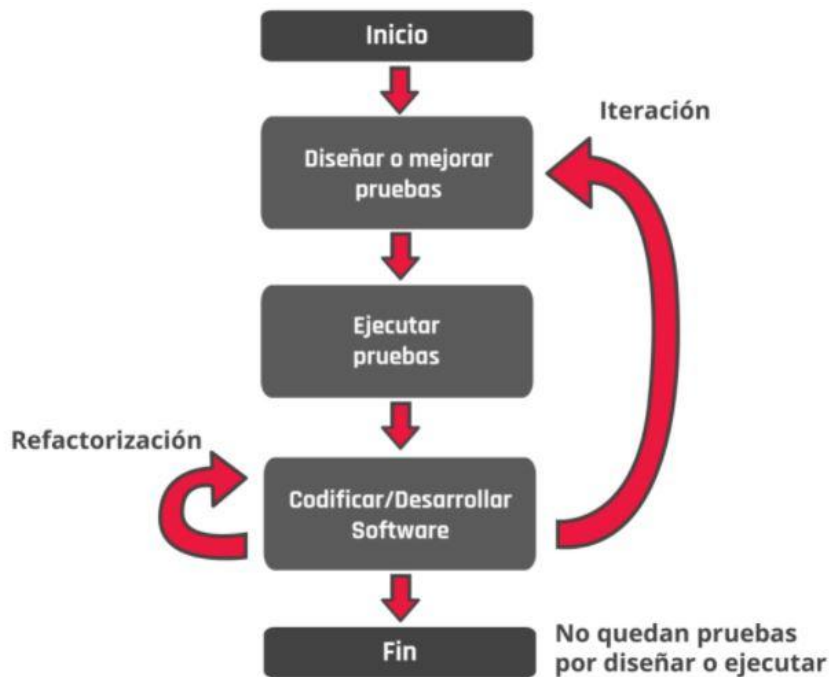 Inicio
Iteración
Diseñar o mejorar
pruebas
Ejecutar
pruebas
Refactorización
Codificar/Desarrollar
Software
Fin
No quedan pruebas
por diseñar o ejecutar